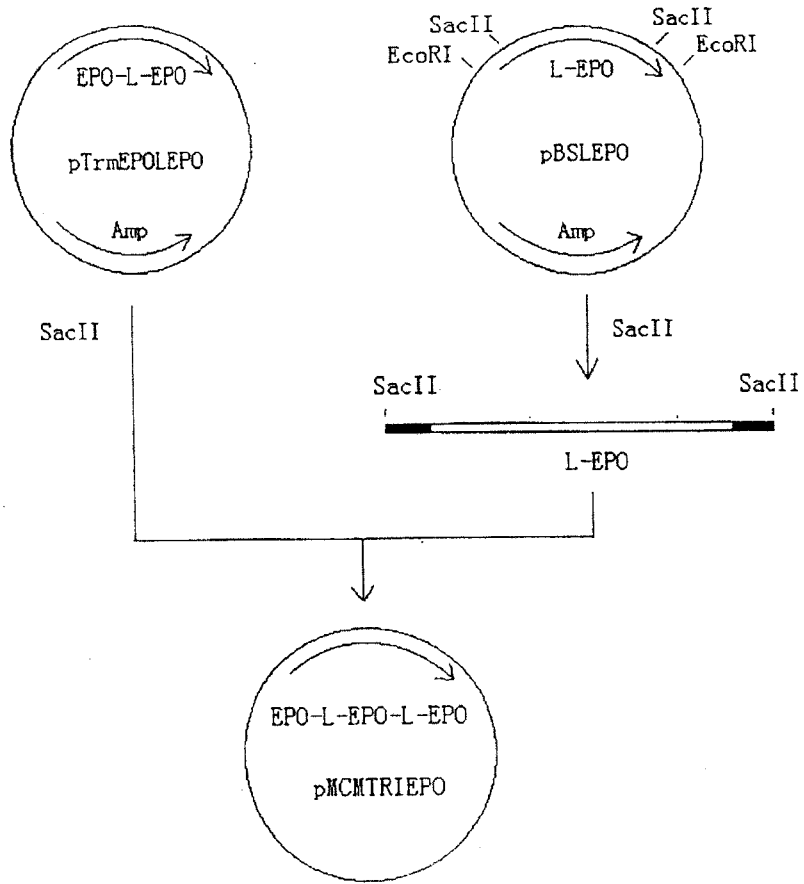 SacII
EcoRI
SacII
EcoRI
EPO-L-EPO
L-EPO
pTrmEPOLEPO
pBSLEPO
Amp
Amp
SacII
SacII
SacII
SacII
L-EPO
EPO-L-EPO-L-EPO
pMCMTRIEPO